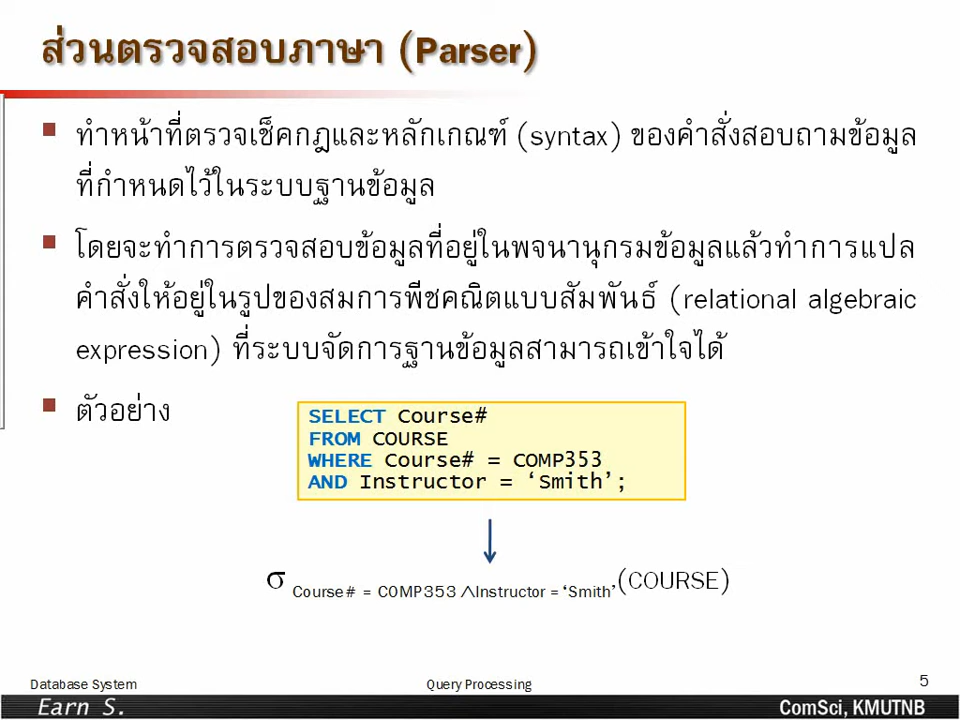 ส่วนตรวจสอบภาษา (Parser)
ทำหน้าที่ตรวจเช็คกฎและหลักเกณฑ์ (syntax) ของคำสั่งสอบถามข้อมูล
ที่กำหนดไว้ในระบบฐานข้อมูล
โดยจะทำการตรวจสอบข้อมูลที่อยู่ในพจนานุกรมข้อมูลแล้วทำการแปล
คำสั่งให้อยู่ในรูปของสมการพีชคณิตแบบสัมพันธ์ (relational algebraic
expression) ที่ระบบจัดการฐานข้อมูลสามารถเข้าใจได้
ตัวอย่าง
SELECT Course#
FROM COURSE
WHERE Course# = COMP353
AND Instructor = ‘Smith’;
σ Course# = COMP353 ∧Instructor = ‘Smith’ (COURSE)
Database System
Query Processing
5
Earn S.
ComSci, KMUTNB